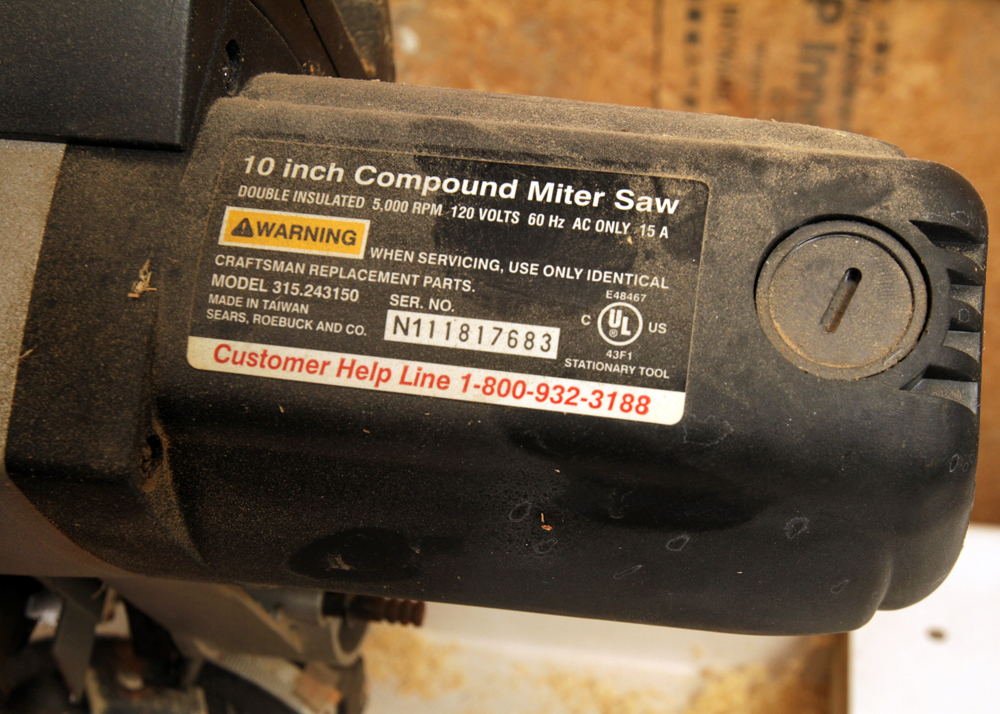 10 inch Compound Miter Saw
DOUBLE INSULATED 5,000 RPM 120 VOLTS 60 Hz AC ONLY 15 A
WARNING
WHEN SERVICING, USE ONLY IDENTICAL
CRAFTSMAN REPLACEMENT PARTS.
MODEL 315.243150
MADE IN TAIWAN
SEARS, ROEBUCK AND CO.
SER. NO.
N111817683
E48467
C UL ® US
43F1
STATIONARY TOOL
Customer Help Line 1-800-932-3188